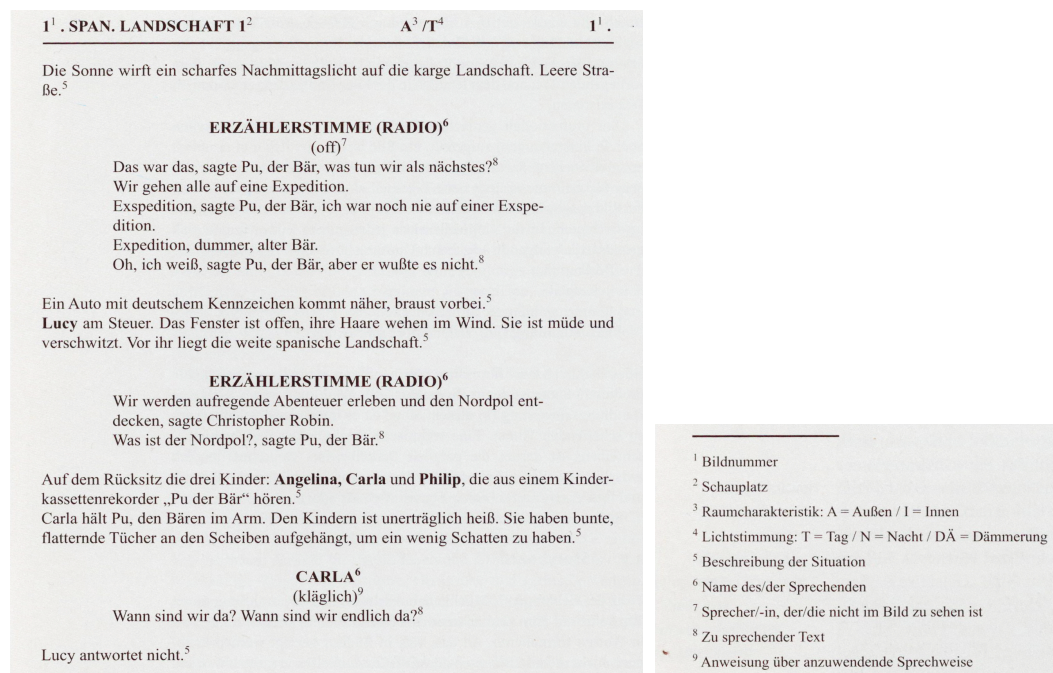 1¹ . SPAN. LANDSCHAFT 1² A³ /T⁴ 1¹ .
Die Sonne wirft ein scharfes Nachmittagslicht auf die karge Landschaft. Leere Stra-
ße.⁵
ERZÄHLERSTIMME (RADIO)⁶
(off)⁷
Das war das, sagte Pu, der Bär, was tun wir als nächstes?⁸
Wir gehen alle auf eine Expedition.
Exspedition, sagte Pu, der Bär, ich war noch nie auf einer Exspe-
dition.
Expedition, dummer, alter Bär.
Oh, ich weiß, sagte Pu, der Bär, aber er wußte es nicht.⁸
Ein Auto mit deutschem Kennzeichen kommt näher, braust vorbei.⁵
Lucy am Steuer. Das Fenster ist offen, ihre Haare wehen im Wind. Sie ist müde und
verschwitzt. Vor ihr liegt die weite spanische Landschaft.⁵
ERZÄHLERSTIMME (RADIO)⁶
Wir werden aufregende Abenteuer erleben und den Nordpol ent-
decken, sagte Christopher Robin.
Was ist der Nordpol?, sagte Pu, der Bär.⁸
Auf dem Rücksitz die drei Kinder: Angelina, Carla und Philip, die aus einem Kinder-
kassettenrekorder „Pu der Bär“ hören.⁵
Carla hält Pu, den Bären im Arm. Den Kindern ist unerträglich heiß. Sie haben bunte,
flatternde Tücher an den Scheiben aufgehängt, um ein wenig Schatten zu haben.⁵
CARLA⁶
(kläglich)⁹
Wann sind wir da? Wann sind wir endlich da?⁸
Lucy antwortet nicht.⁵
¹ Bildnummer
² Schauplatz
³ Raumcharakteristik: A = Außen / I = Innen
⁴ Lichtstimmung: T = Tag / N = Nacht / DÄ = Dämmerung
⁵ Beschreibung der Situation
⁶ Name des/der Sprechenden
⁷ Sprecher/-in, der/die nicht im Bild zu sehen ist
⁸ Zu sprechender Text
⁹ Anweisung über anzuwendende Sprechweise